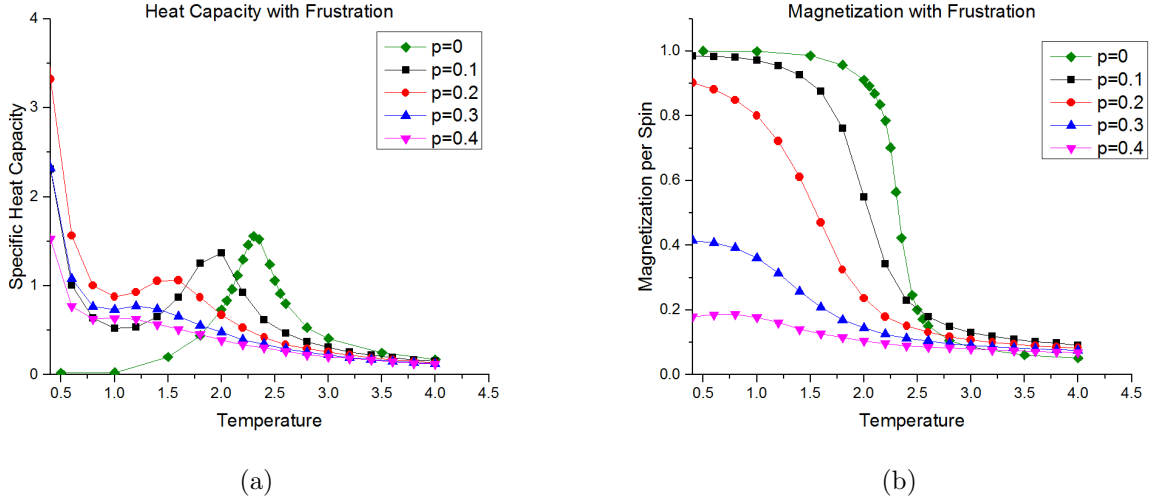 Heat Capacity with Frustration
4
3
2
1
0
Specific Heat Capacity
p=0
p=0.1
p=0.2
p=0.3
p=0.4
0.5 1.0 1.5 2.0 2.5 3.0 3.5 4.0 4.5
Temperature
(a)
Magnetization with Frustration
1.0
0.8
0.6
0.4
0.2
0.0
Magnetization per Spin
p=0
p=0.1
p=0.2
p=0.3
p=0.4
0.5 1.0 1.5 2.0 2.5 3.0 3.5 4.0 4.5
Temperature
(b)